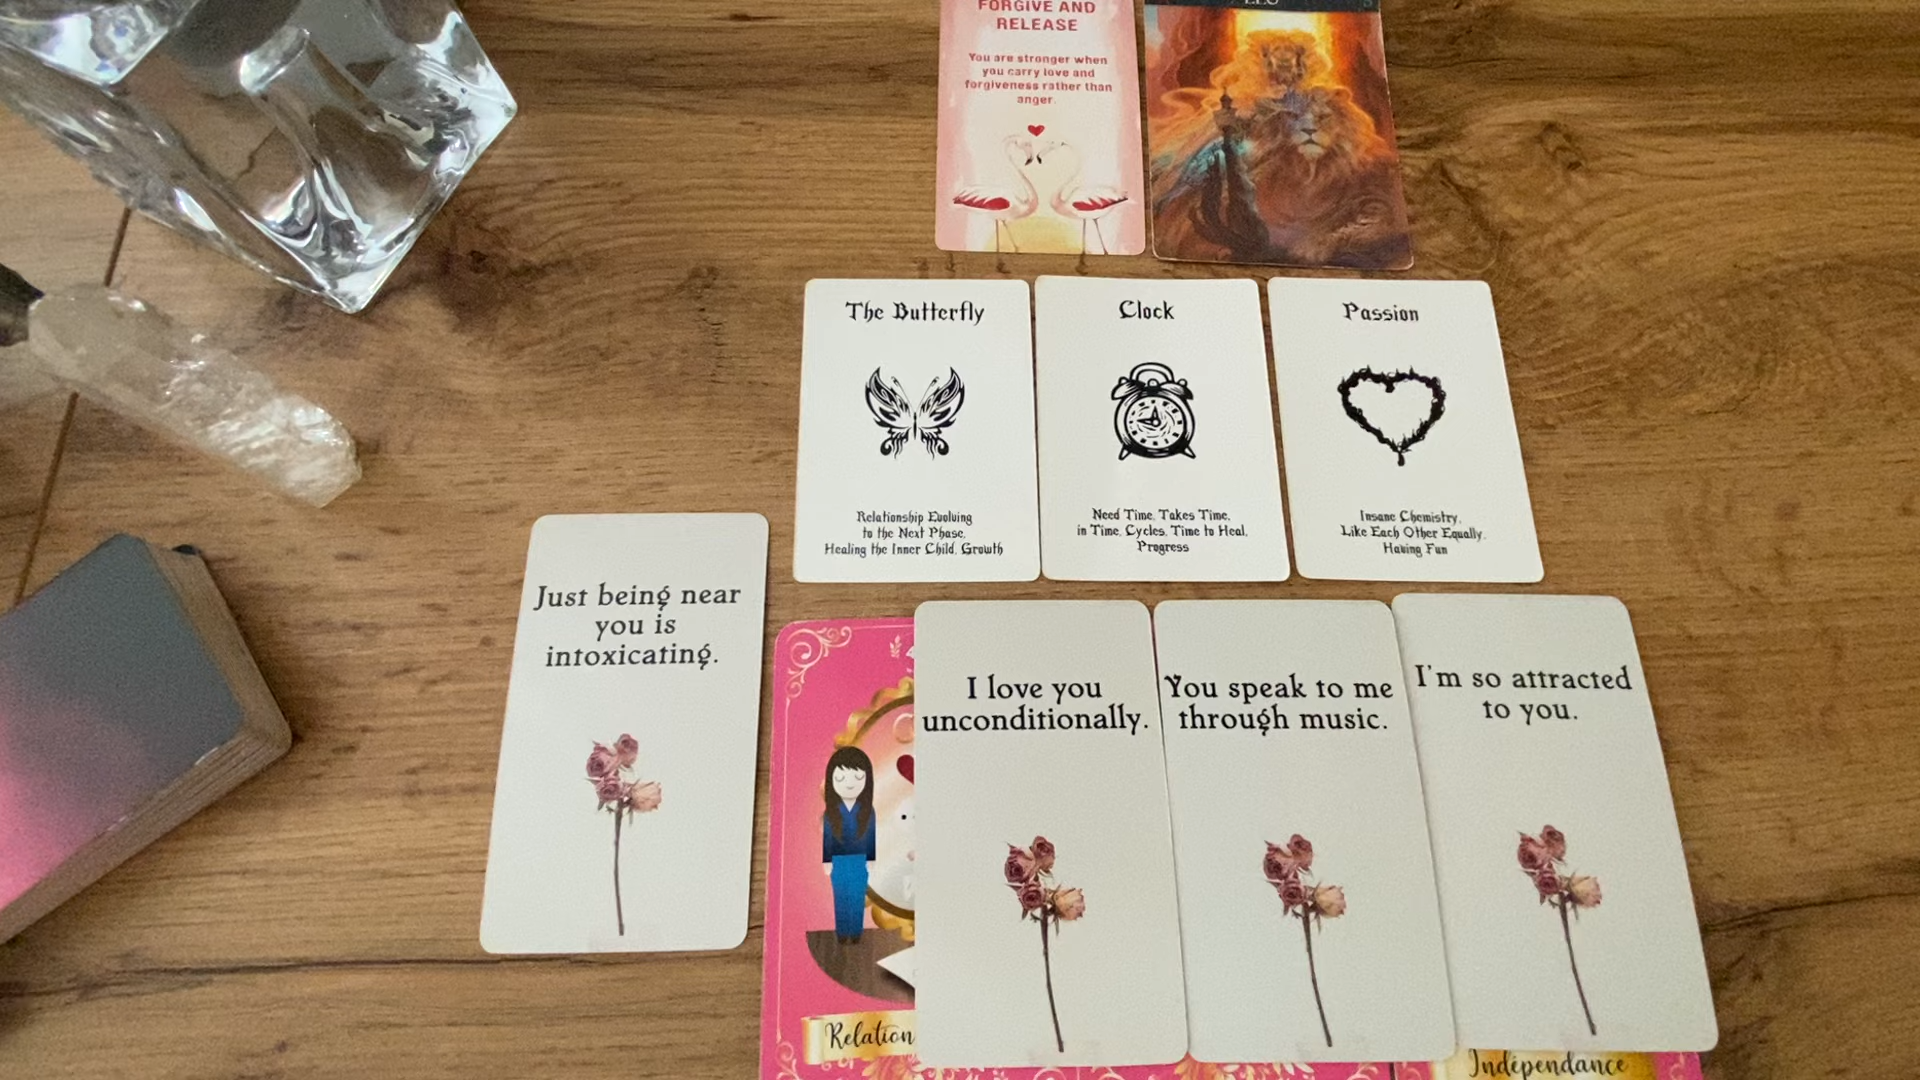 FORGIVE AND
RELEASE
You are stronger when
you carry love and
forgiveness rather than
anger.
The Butterfly
Relationship Evolving
to the Next Phase,
Healing the Inner Child, Growth
Clock
Need Time, Takes Time,
in Time, Cycles, Time to Heal,
Progress
Passion
Insane Chemistry,
Like Each Other Equally,
Having Fun
Just being near
you is
intoxicating.
I love you
unconditionally.
You speak to me
through music.
I'm so attracted
to you.
Relation
Indépendance